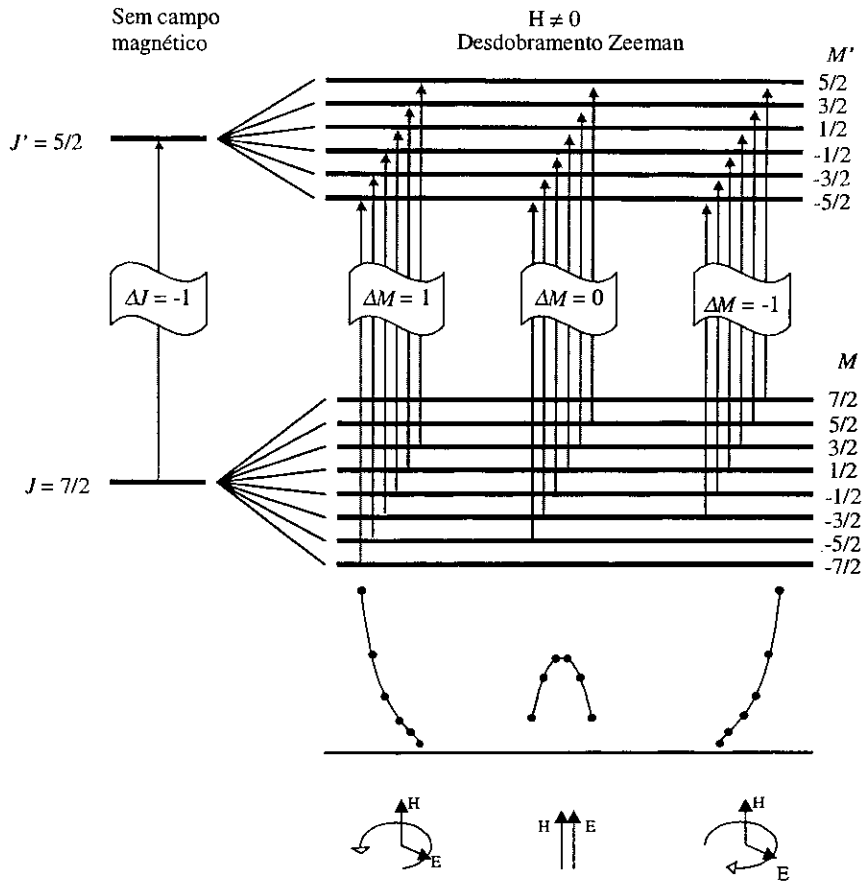 Sem campo
magnético
H ≠ 0
Desdobramento Zeeman
M'
5/2
3/2
1/2
-1/2
-3/2
-5/2
J' = 5/2
ΔJ = -1
ΔM = 1
ΔM = 0
ΔM = -1
M
7/2
5/2
3/2
1/2
-1/2
-3/2
-5/2
-7/2
J = 7/2
H
E
H
E
H
E